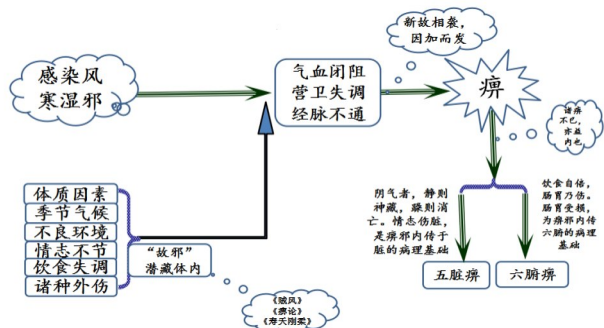 新故相袭，
因加而发
感染风
寒湿邪
气血闭阻
营卫失调
经脉不通
痹
诸痹
不已，
亦益
内也
体质因素
季节气候
不良环境
情志不节
饮食失调
诸种外伤
“故邪”
潜藏体内
《贼风》
《痹论》
《寿夭刚柔》
阴气者，静则
神藏，躁则消
亡。情志伤脏，
是痹邪内传于
脏的病理基础
饮食自倍，
肠胃乃伤。
肠胃受损，
为痹邪内传
六腑的病理
基础
五脏痹
六腑痹